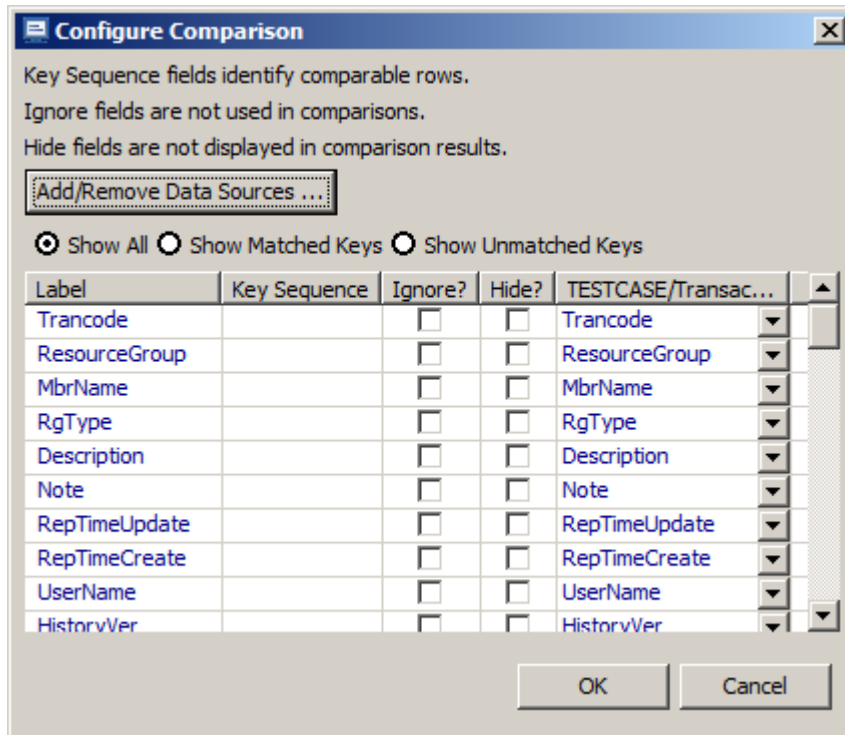 Configure Comparison
Key Sequence fields identify comparable rows.
Ignore fields are not used in comparisons.
Hide fields are not displayed in comparison results.
Add/Remove Data Sources ...
Show All Show Matched Keys Show Unmatched Keys
Label Key Sequence Ignore? Hide? TESTCASE/Transac...
Trancode Trancode
ResourceGroup ResourceGroup
MbrName MbrName
RgType RgType
Description Description
Note Note
RepTimeUpdate RepTimeUpdate
RepTimeCreate RepTimeCreate
UserName UserName
HistoryVer HistoryVer
OK Cancel